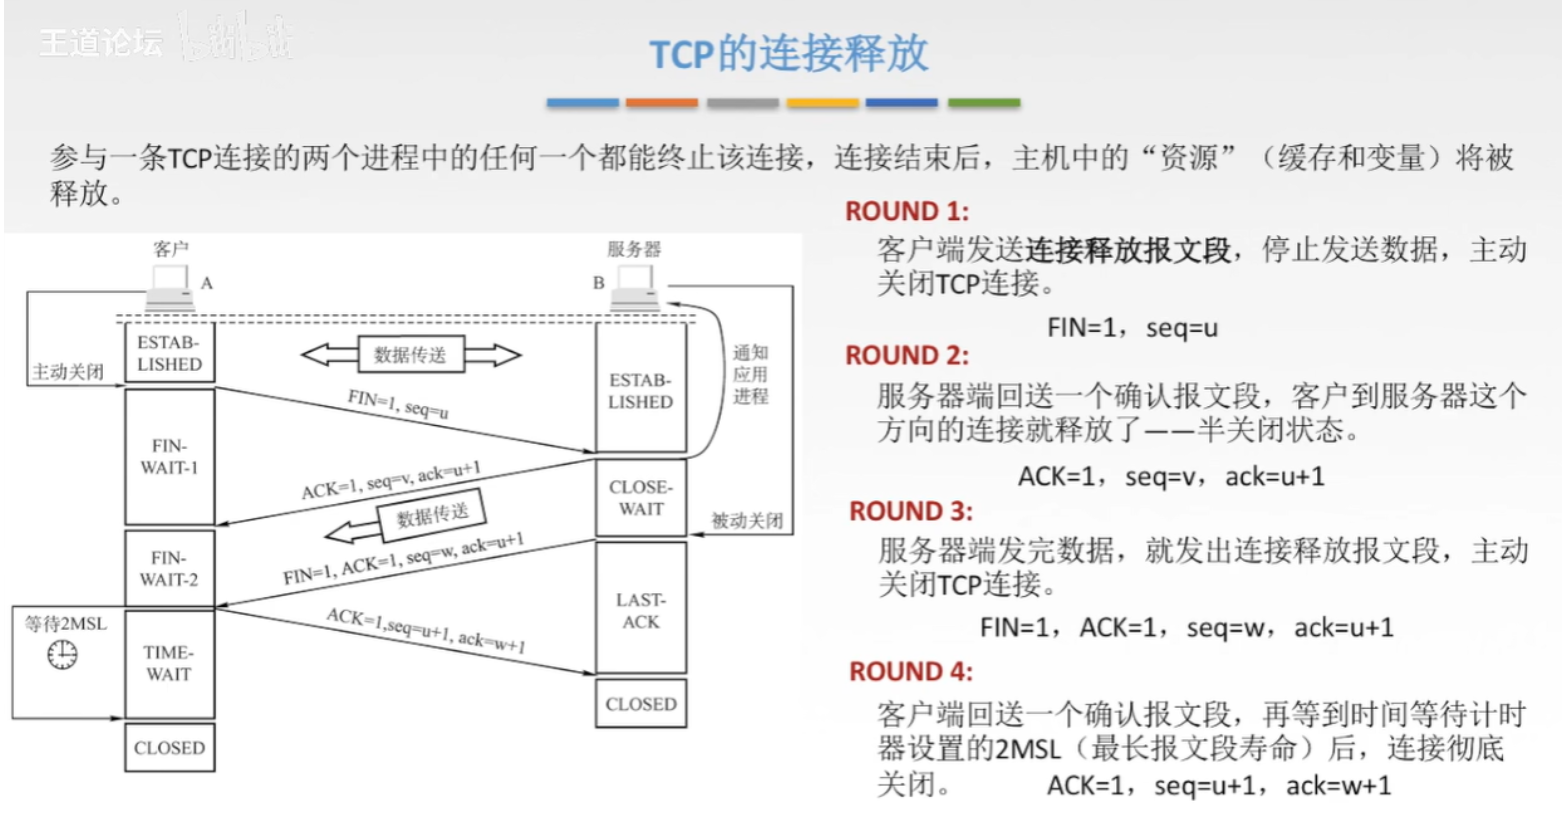 王道论坛 bilibili
TCP的连接释放
参与一条TCP连接的两个进程中的任何一个都能终止该连接，连接结束后，主机中的“资源”（缓存和变量）将被
释放。
客户
A
服务器
B
ESTAB-
LISHED
主动关闭
数据传送
FIN=1, seq=u
ESTAB-
LISHED
通知
应用
进程
FIN-
WAIT-1
ACK=1, seq=v, ack=u+1
数据传送
CLOSE-
WAIT
被动关闭
FIN-
WAIT-2
FIN=1, ACK=1, seq=w, ack=u+1
ACK=1,seq=u+1, ack=w+1
LAST-
ACK
等待2MSL
TIME-
WAIT
CLOSED
CLOSED
ROUND 1:
客户端发送连接释放报文段，停止发送数据，主动
关闭TCP连接。
FIN=1，seq=u
ROUND 2:
服务器端回送一个确认报文段，客户到服务器这个
方向的连接就释放了——半关闭状态。
ACK=1，seq=v，ack=u+1
ROUND 3:
服务器端发完数据，就发出连接释放报文段，主动
关闭TCP连接。
FIN=1，ACK=1，seq=w，ack=u+1
ROUND 4:
客户端回送一个确认报文段，再等到时间等待计时
器设置的2MSL（最长报文段寿命）后，连接彻底
关闭。 ACK=1，seq=u+1，ack=w+1